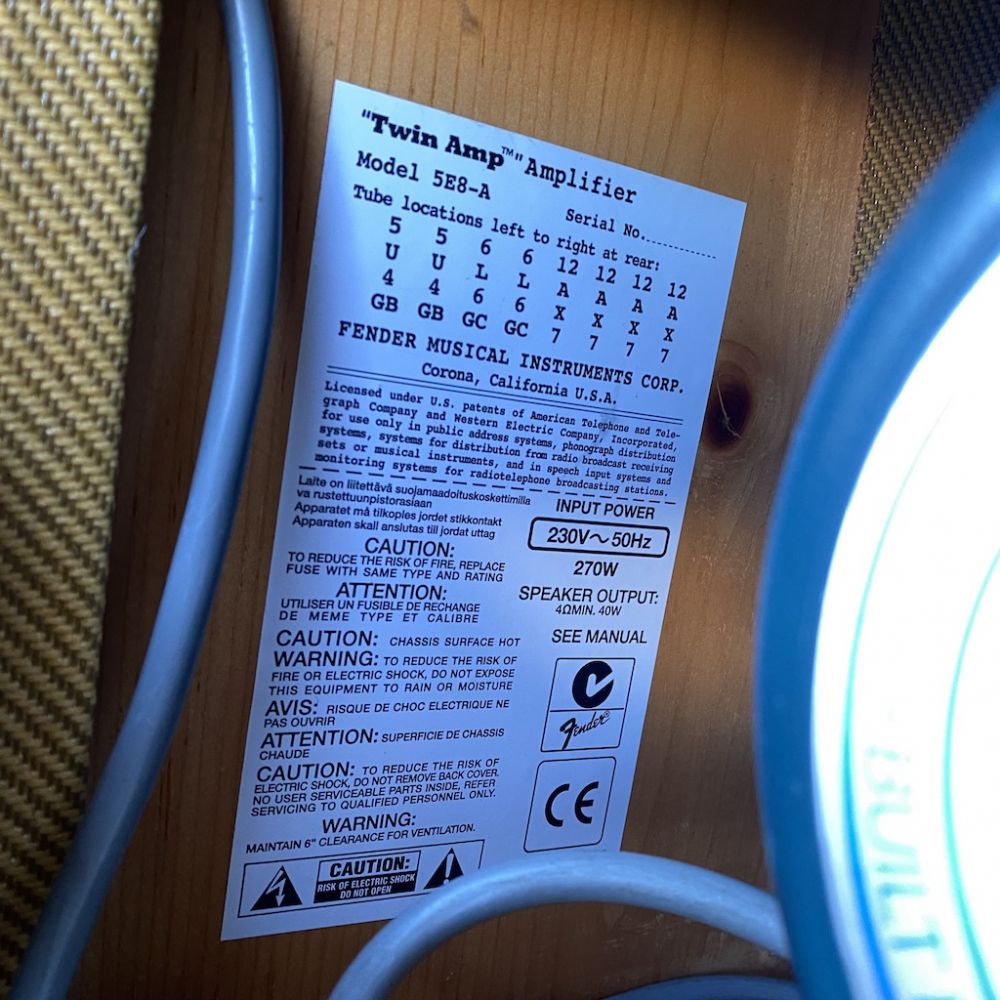 "Twin Amp™" Amplifier
Model 5E8-A
Serial No.
Tube locations left to right at rear:
5 5 6 6 12 12 12 12
U U L L A A A A
4 4 6 6 X X X X
GB GB GC GC 7 7 7 7
FENDER MUSICAL INSTRUMENTS CORP.
Corona, California U.S.A.
Licensed under U.S. patents of American Telephone and Tele-
graph Company and Western Electric Company, Incorporated,
for use only in public address systems, phonograph distribution
systems, systems for distribution from radio broadcast receiving
sets or musical instruments, and in speech input systems and
monitoring systems for radiotelephone broadcasting stations.
Laite on liitettävä suojamaadoituskoskettimilla
va rustettuunpistorasiaan
Apparatet må tilkoples jordet stikkontakt
Apparaten skall anslutas till jordat uttag
CAUTION:
TO REDUCE THE RISK OF FIRE, REPLACE
FUSE WITH SAME TYPE AND RATING
ATTENTION:
UTILISER UN FUSIBLE DE RECHANGE
DE MEME TYPE ET CALIBRE
CAUTION: CHASSIS SURFACE HOT
WARNING: TO REDUCE THE RISK OF
FIRE OR ELECTRIC SHOCK, DO NOT EXPOSE
THIS EQUIPMENT TO RAIN OR MOISTURE
AVIS: RISQUE DE CHOC ELECTRIQUE NE
PAS OUVRIR
ATTENTION: SUPERFICIE DE CHASSIS
CHAUDE
CAUTION: TO REDUCE THE RISK OF
ELECTRIC SHOCK, DO NOT REMOVE BACK COVER.
NO USER SERVICEABLE PARTS INSIDE, REFER
SERVICING TO QUALIFIED PERSONNEL ONLY.
WARNING:
MAINTAIN 6" CLEARANCE FOR VENTILATION.
CAUTION:
RISK OF ELECTRIC SHOCK
DO NOT OPEN
INPUT POWER
230V~50Hz
270W
SPEAKER OUTPUT:
4ΩMIN. 40W
SEE MANUAL
Fender®
CE
BUILT